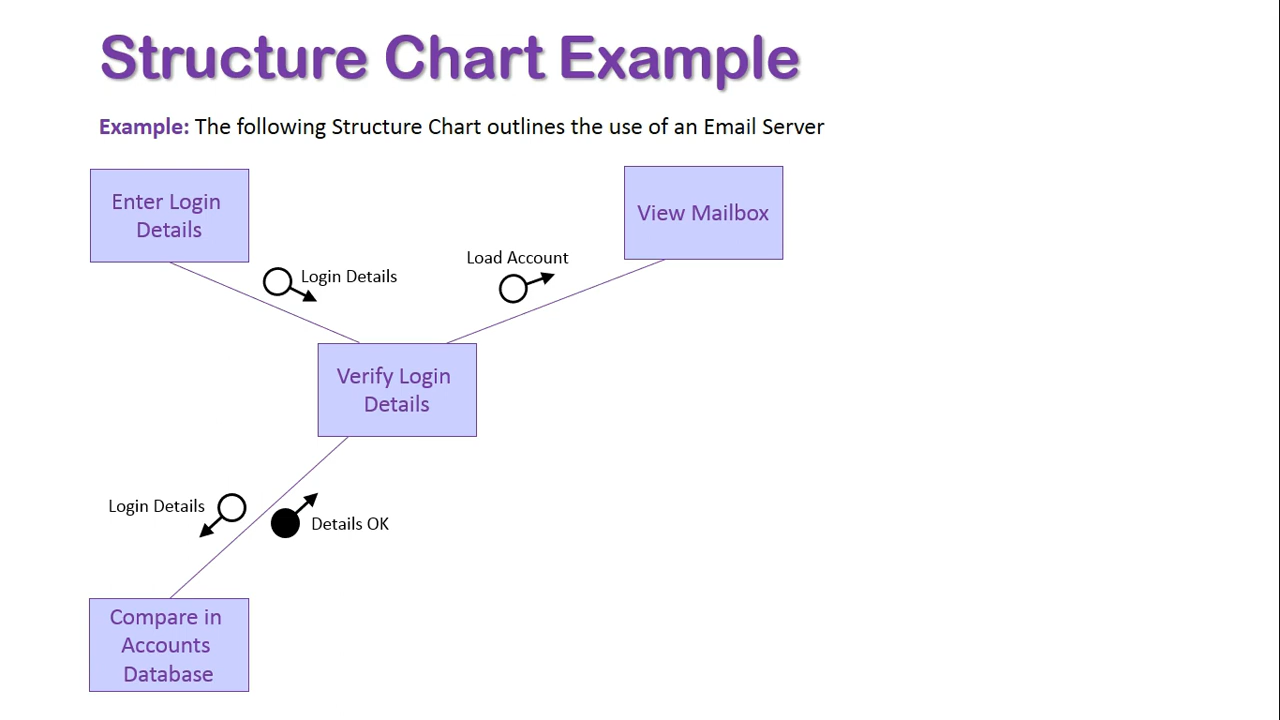 Structure Chart Example
Example: The following Structure Chart outlines the use of an Email Server
Enter Login
Details
View Mailbox
Load Account
Login Details
Verify Login
Details
Login Details
Details OK
Compare in
Accounts
Database